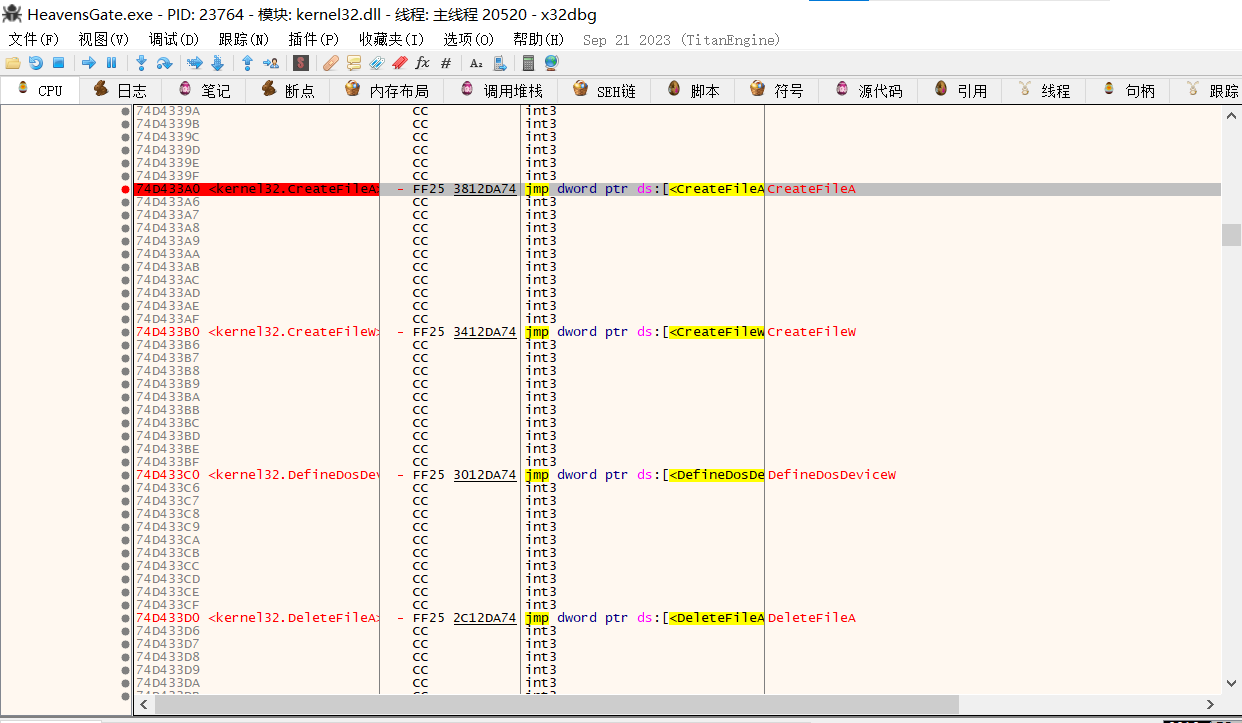 HeavensGate.exe - PID: 23764 - 模块: kernel32.dll - 线程: 主线程 20520 - x32dbg
文件(F) 视图(V) 调试(D) 跟踪(N) 插件(P) 收藏夹(I) 选项(O) 帮助(H) Sep 21 2023 (TitanEngine)
CPU 日志 笔记 断点 内存布局 调用堆栈 SEH链 脚本 符号 源代码 引用 线程 句柄 跟踪
74D4339A CC int3
74D4339B CC int3
74D4339C CC int3
74D4339D CC int3
74D4339E CC int3
74D4339F CC int3
74D433A0 <kernel32.CreateFileA> - FF25 3812DA74 jmp dword ptr ds:[<CreateFileA CreateFileA
74D433A6 CC int3
74D433A7 CC int3
74D433A8 CC int3
74D433A9 CC int3
74D433AA CC int3
74D433AB CC int3
74D433AC CC int3
74D433AD CC int3
74D433AE CC int3
74D433AF CC int3
74D433B0 <kernel32.CreateFileW> - FF25 3412DA74 jmp dword ptr ds:[<CreateFileW CreateFileW
74D433B6 CC int3
74D433B7 CC int3
74D433B8 CC int3
74D433B9 CC int3
74D433BA CC int3
74D433BB CC int3
74D433BC CC int3
74D433BD CC int3
74D433BE CC int3
74D433BF CC int3
74D433C0 <kernel32.DefineDosDev - FF25 3012DA74 jmp dword ptr ds:[<DefineDosDe DefineDosDeviceW
74D433C6 CC int3
74D433C7 CC int3
74D433C8 CC int3
74D433C9 CC int3
74D433CA CC int3
74D433CB CC int3
74D433CC CC int3
74D433CD CC int3
74D433CE CC int3
74D433CF CC int3
74D433D0 <kernel32.DeleteFileA> - FF25 2C12DA74 jmp dword ptr ds:[<DeleteFileA DeleteFileA
74D433D6 CC int3
74D433D7 CC int3
74D433D8 CC int3
74D433D9 CC int3
74D433DA CC int3